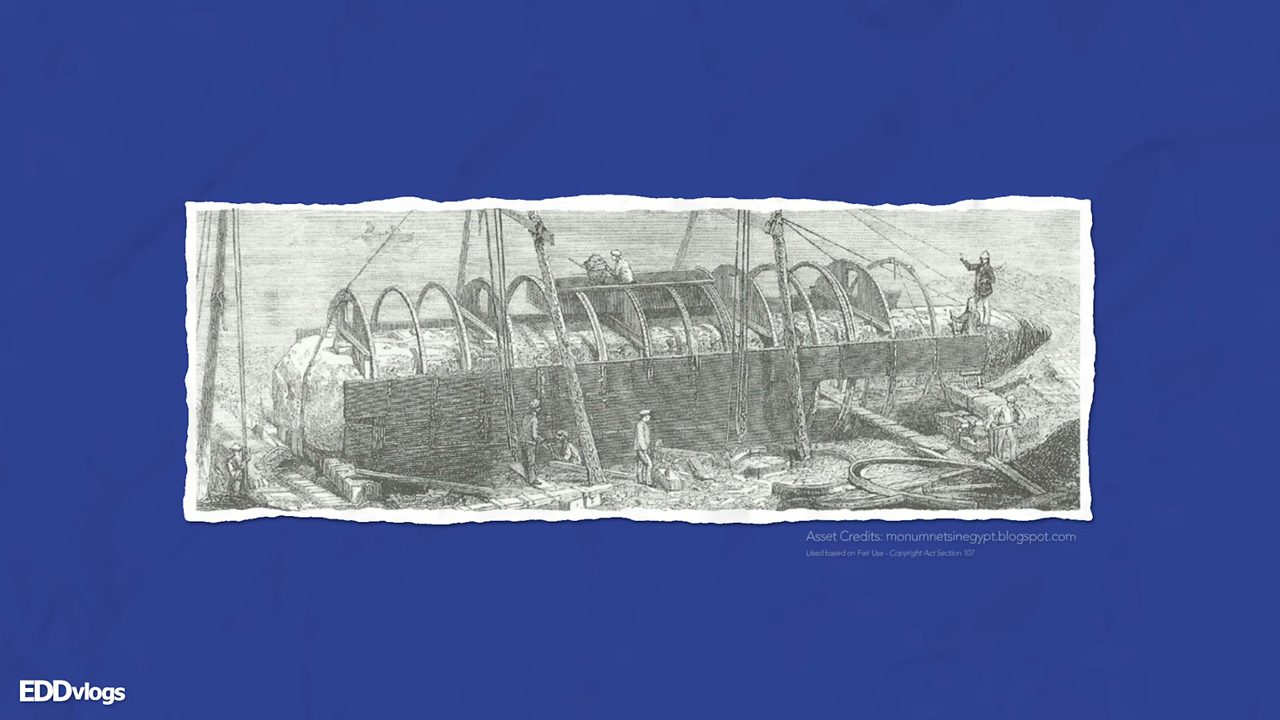 Asset Credits: monumnetsinegypt.blogspot.com
Used based on Fair Use - Copyright Act Section 107
EDDvlogs